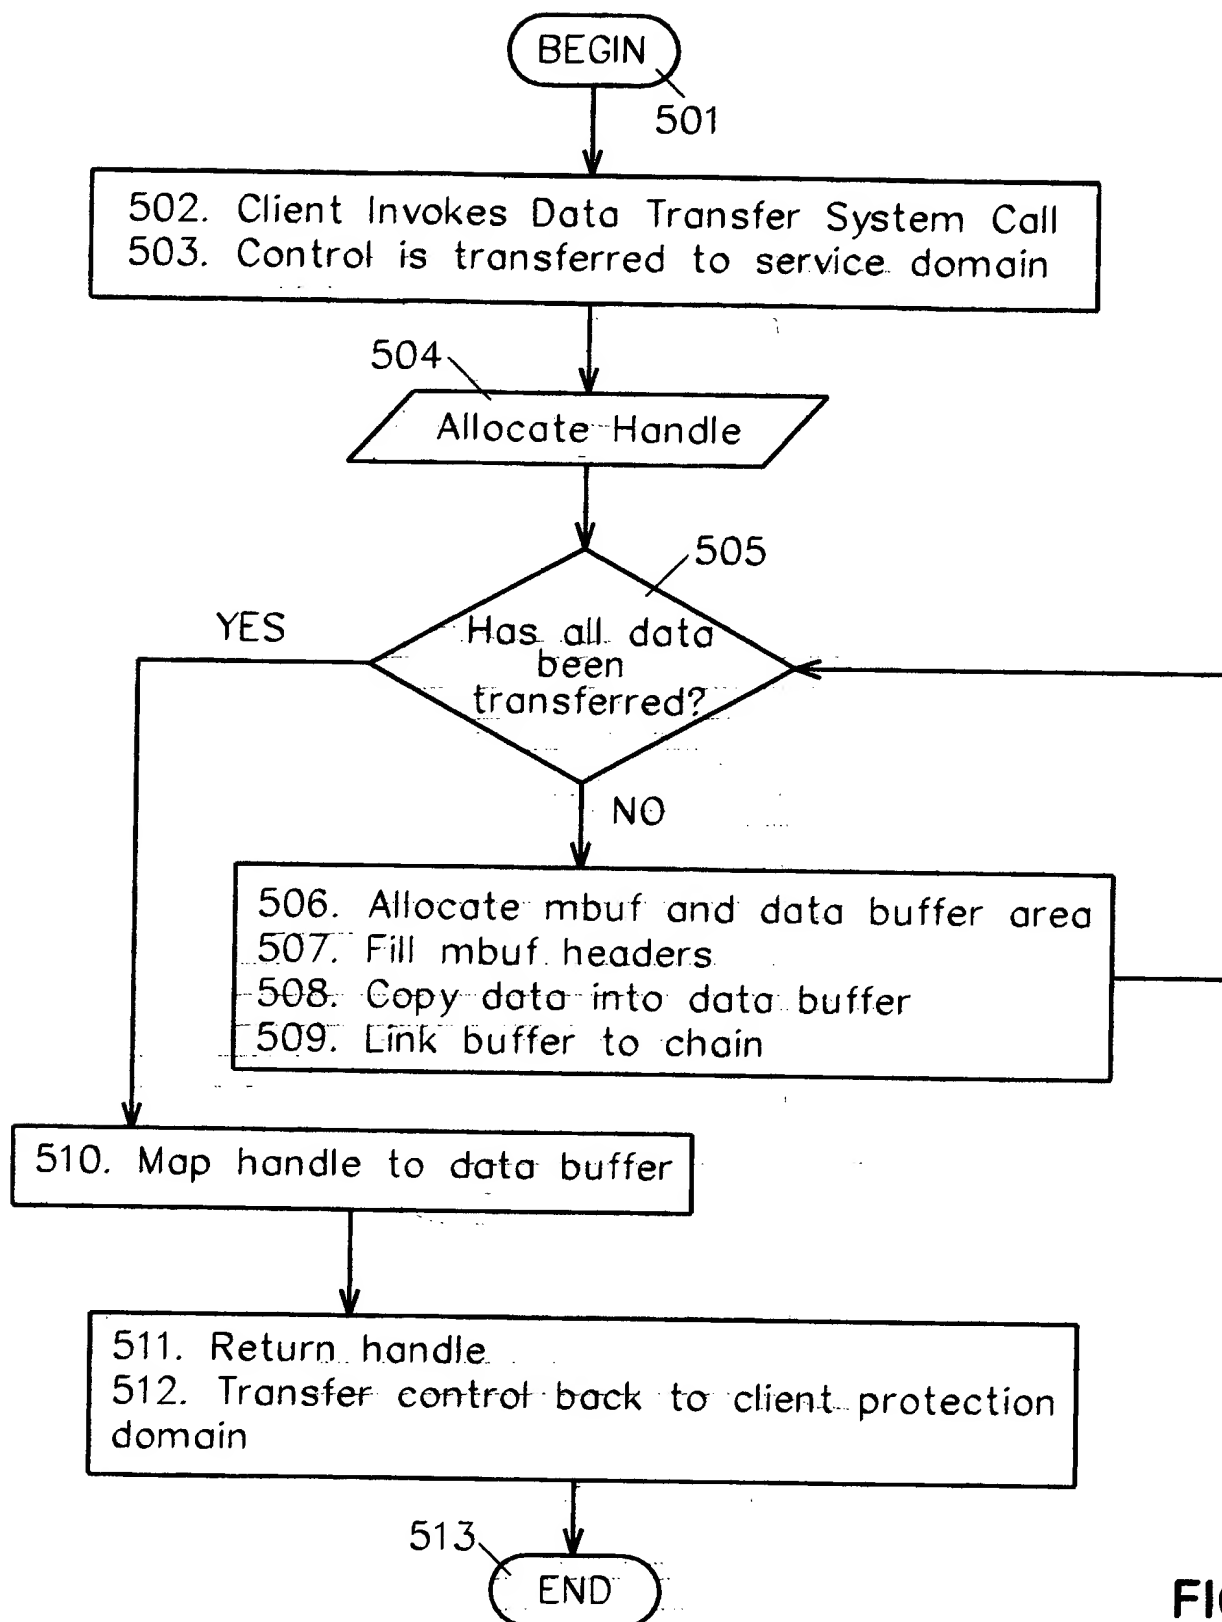 BEGIN
501
502. Client Invokes Data Transfer System Call
503. Control is transferred to service domain
504
Allocate Handle
505
YES
Has all data
been
transferred?
NO
506. Allocate mbuf and data buffer area
507. Fill mbuf headers
508. Copy data into data buffer
509. Link buffer to chain
510. Map handle to data buffer
511. Return handle
512. Transfer control back to client protection
domain
513
END